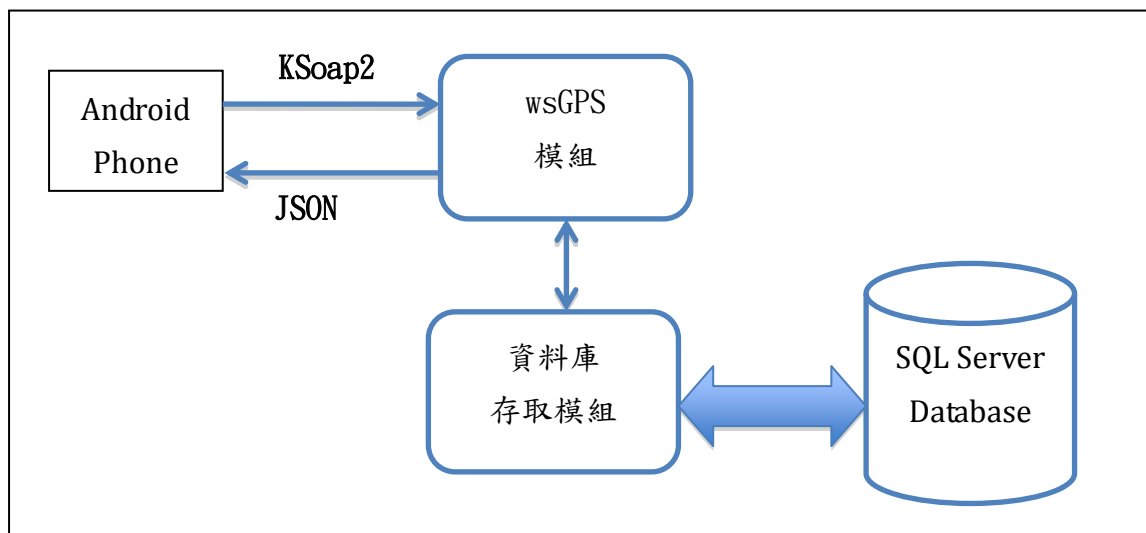 KSoap2
Android
Phone
JSON
wsGPS
模組
資料庫
存取模組
SQL Server
Database